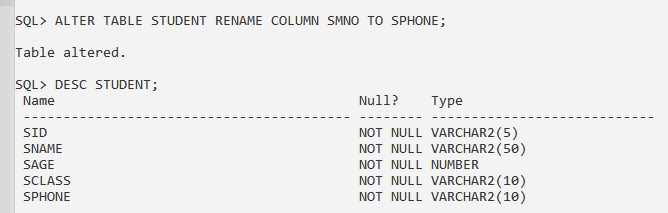 SQL> ALTER TABLE STUDENT RENAME COLUMN SMNO TO SPHONE;
Table altered.
SQL> DESC STUDENT;
Name Null? Type
----------------------------------------- -------- ----------------------------
SID NOT NULL VARCHAR2(5)
SNAME NOT NULL VARCHAR2(50)
SAGE NOT NULL NUMBER
SCLASS NOT NULL VARCHAR2(10)
SPHONE NOT NULL VARCHAR2(10)